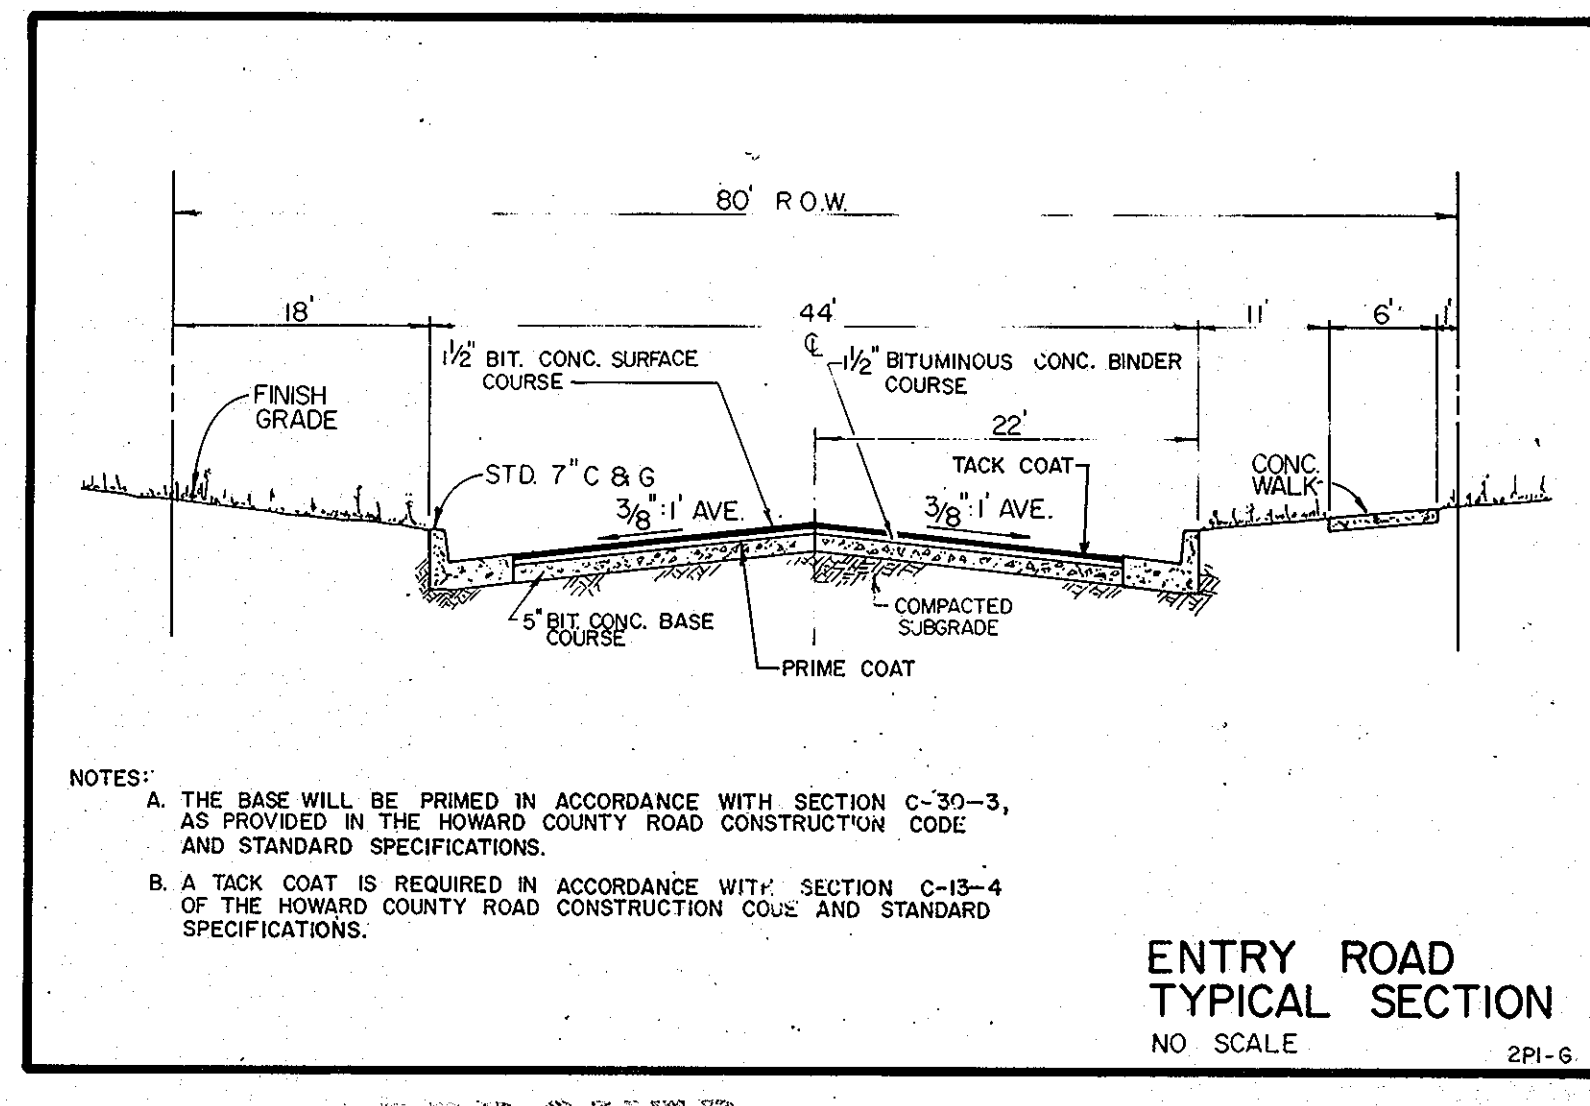 80' R.O.W.
18'
44'
11'
6'
1'
℄
1½" BIT. CONC. SURFACE
COURSE
1½" BITUMINOUS CONC. BINDER
COURSE
FINISH
GRADE
22'
STD. 7" C & G
TACK COAT
CONC.
WALK
3/8":1' AVE.
3/8":1' AVE.
5" BIT. CONC. BASE
COURSE
COMPACTED
SUBGRADE
PRIME COAT
NOTES:
A. THE BASE WILL BE PRIMED IN ACCORDANCE WITH SECTION C-30-3,
AS PROVIDED IN THE HOWARD COUNTY ROAD CONSTRUCTION CODE
AND STANDARD SPECIFICATIONS.
B. A TACK COAT IS REQUIRED IN ACCORDANCE WITH SECTION C-13-4
OF THE HOWARD COUNTY ROAD CONSTRUCTION CODE AND STANDARD
SPECIFICATIONS.
ENTRY ROAD
TYPICAL SECTION
NO SCALE
2P1-G